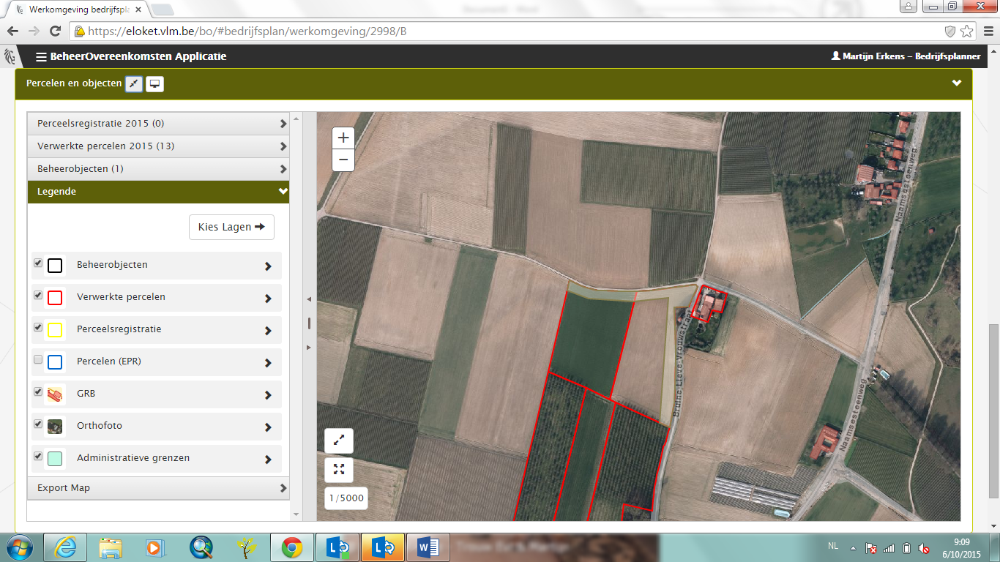 Werkomgeving bedrijfspla
https://eloket.vlm.be/bo/#bedrijfsplan/werkomgeving/2998/B
BeheerOvereenkomsten Applicatie
Martijn Erkens – Bedrijfsplanner
Percelen en objecten
Perceelsregistratie 2015 (0)
Verwerkte percelen 2015 (13)
Beheerobjecten (1)
Legende
Kies Lagen
Beheerobjecten
Verwerkte percelen
Perceelsregistratie
Percelen (EPR)
GRB
Orthofoto
Administratieve grenzen
Export Map
+
−
1/5000
Naamsesteenweg
Bruine Lieve Vrouwstraat
Naamsesteenweg
NL
9:09
6/10/2015